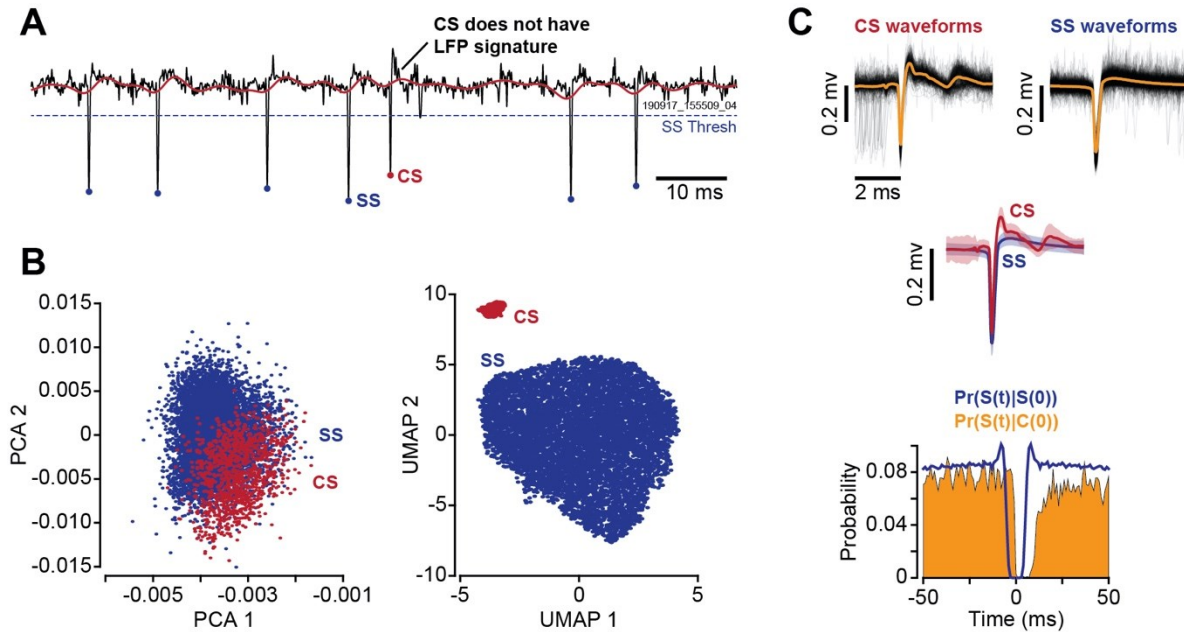 A
CS does not have
LFP signature
190917_155509_04
SS Thresh
CS
SS
10 ms
B
0.015
0.010
0.005
0
-0.005
-0.010
-0.015
PCA 2
SS
CS
-0.005
-0.003
-0.001
PCA 1
10
5
0
-5
-10
UMAP 2
CS
SS
-5
0
5
UMAP 1
C
CS waveforms
SS waveforms
0.2 mv
0.2 mv
2 ms
CS
SS
0.2 mv
Pr(S(t)|S(0))
Pr(S(t)|C(0))
0.08
0.04
0
Probability
-50
0
50
Time (ms)